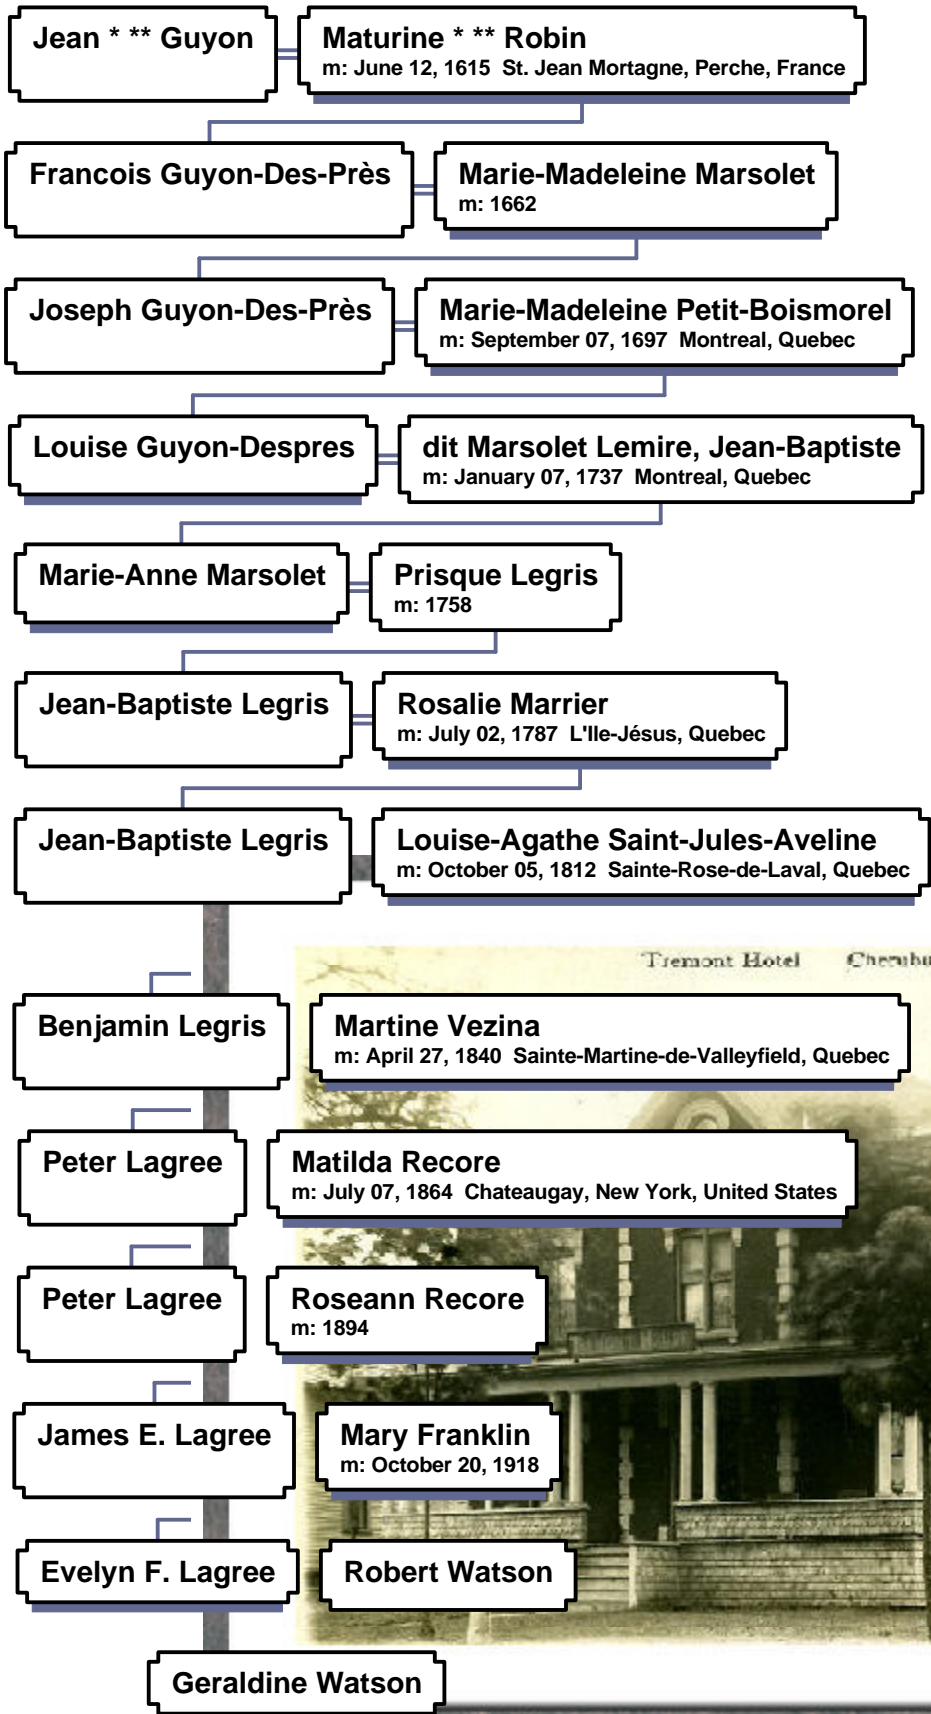 Jean * ** Guyon
Maturine * ** Robin
m: June 12, 1615 St. Jean Mortagne, Perche, France
Francois Guyon-Des-Près
Marie-Madeleine Marsolet
m: 1662
Joseph Guyon-Des-Près
Marie-Madeleine Petit-Boismorel
m: September 07, 1697 Montreal, Quebec
Louise Guyon-Despres
dit Marsolet Lemire, Jean-Baptiste
m: January 07, 1737 Montreal, Quebec
Marie-Anne Marsolet
Prisque Legris
m: 1758
Jean-Baptiste Legris
Rosalie Marrier
m: July 02, 1787 L'Ile-Jésus, Quebec
Jean-Baptiste Legris
Louise-Agathe Saint-Jules-Aveline
m: October 05, 1812 Sainte-Rose-de-Laval, Quebec
Tremont Hotel
Benjamin Legris
Martine Vezina
m: April 27, 1840 Sainte-Martine-de-Valleyfield, Quebec
Peter Lagree
Matilda Recore
m: July 07, 1864 Chateaugay, New York, United States
Peter Lagree
Roseann Recore
m: 1894
James E. Lagree
Mary Franklin
m: October 20, 1918
Evelyn F. Lagree
Robert Watson
Geraldine Watson